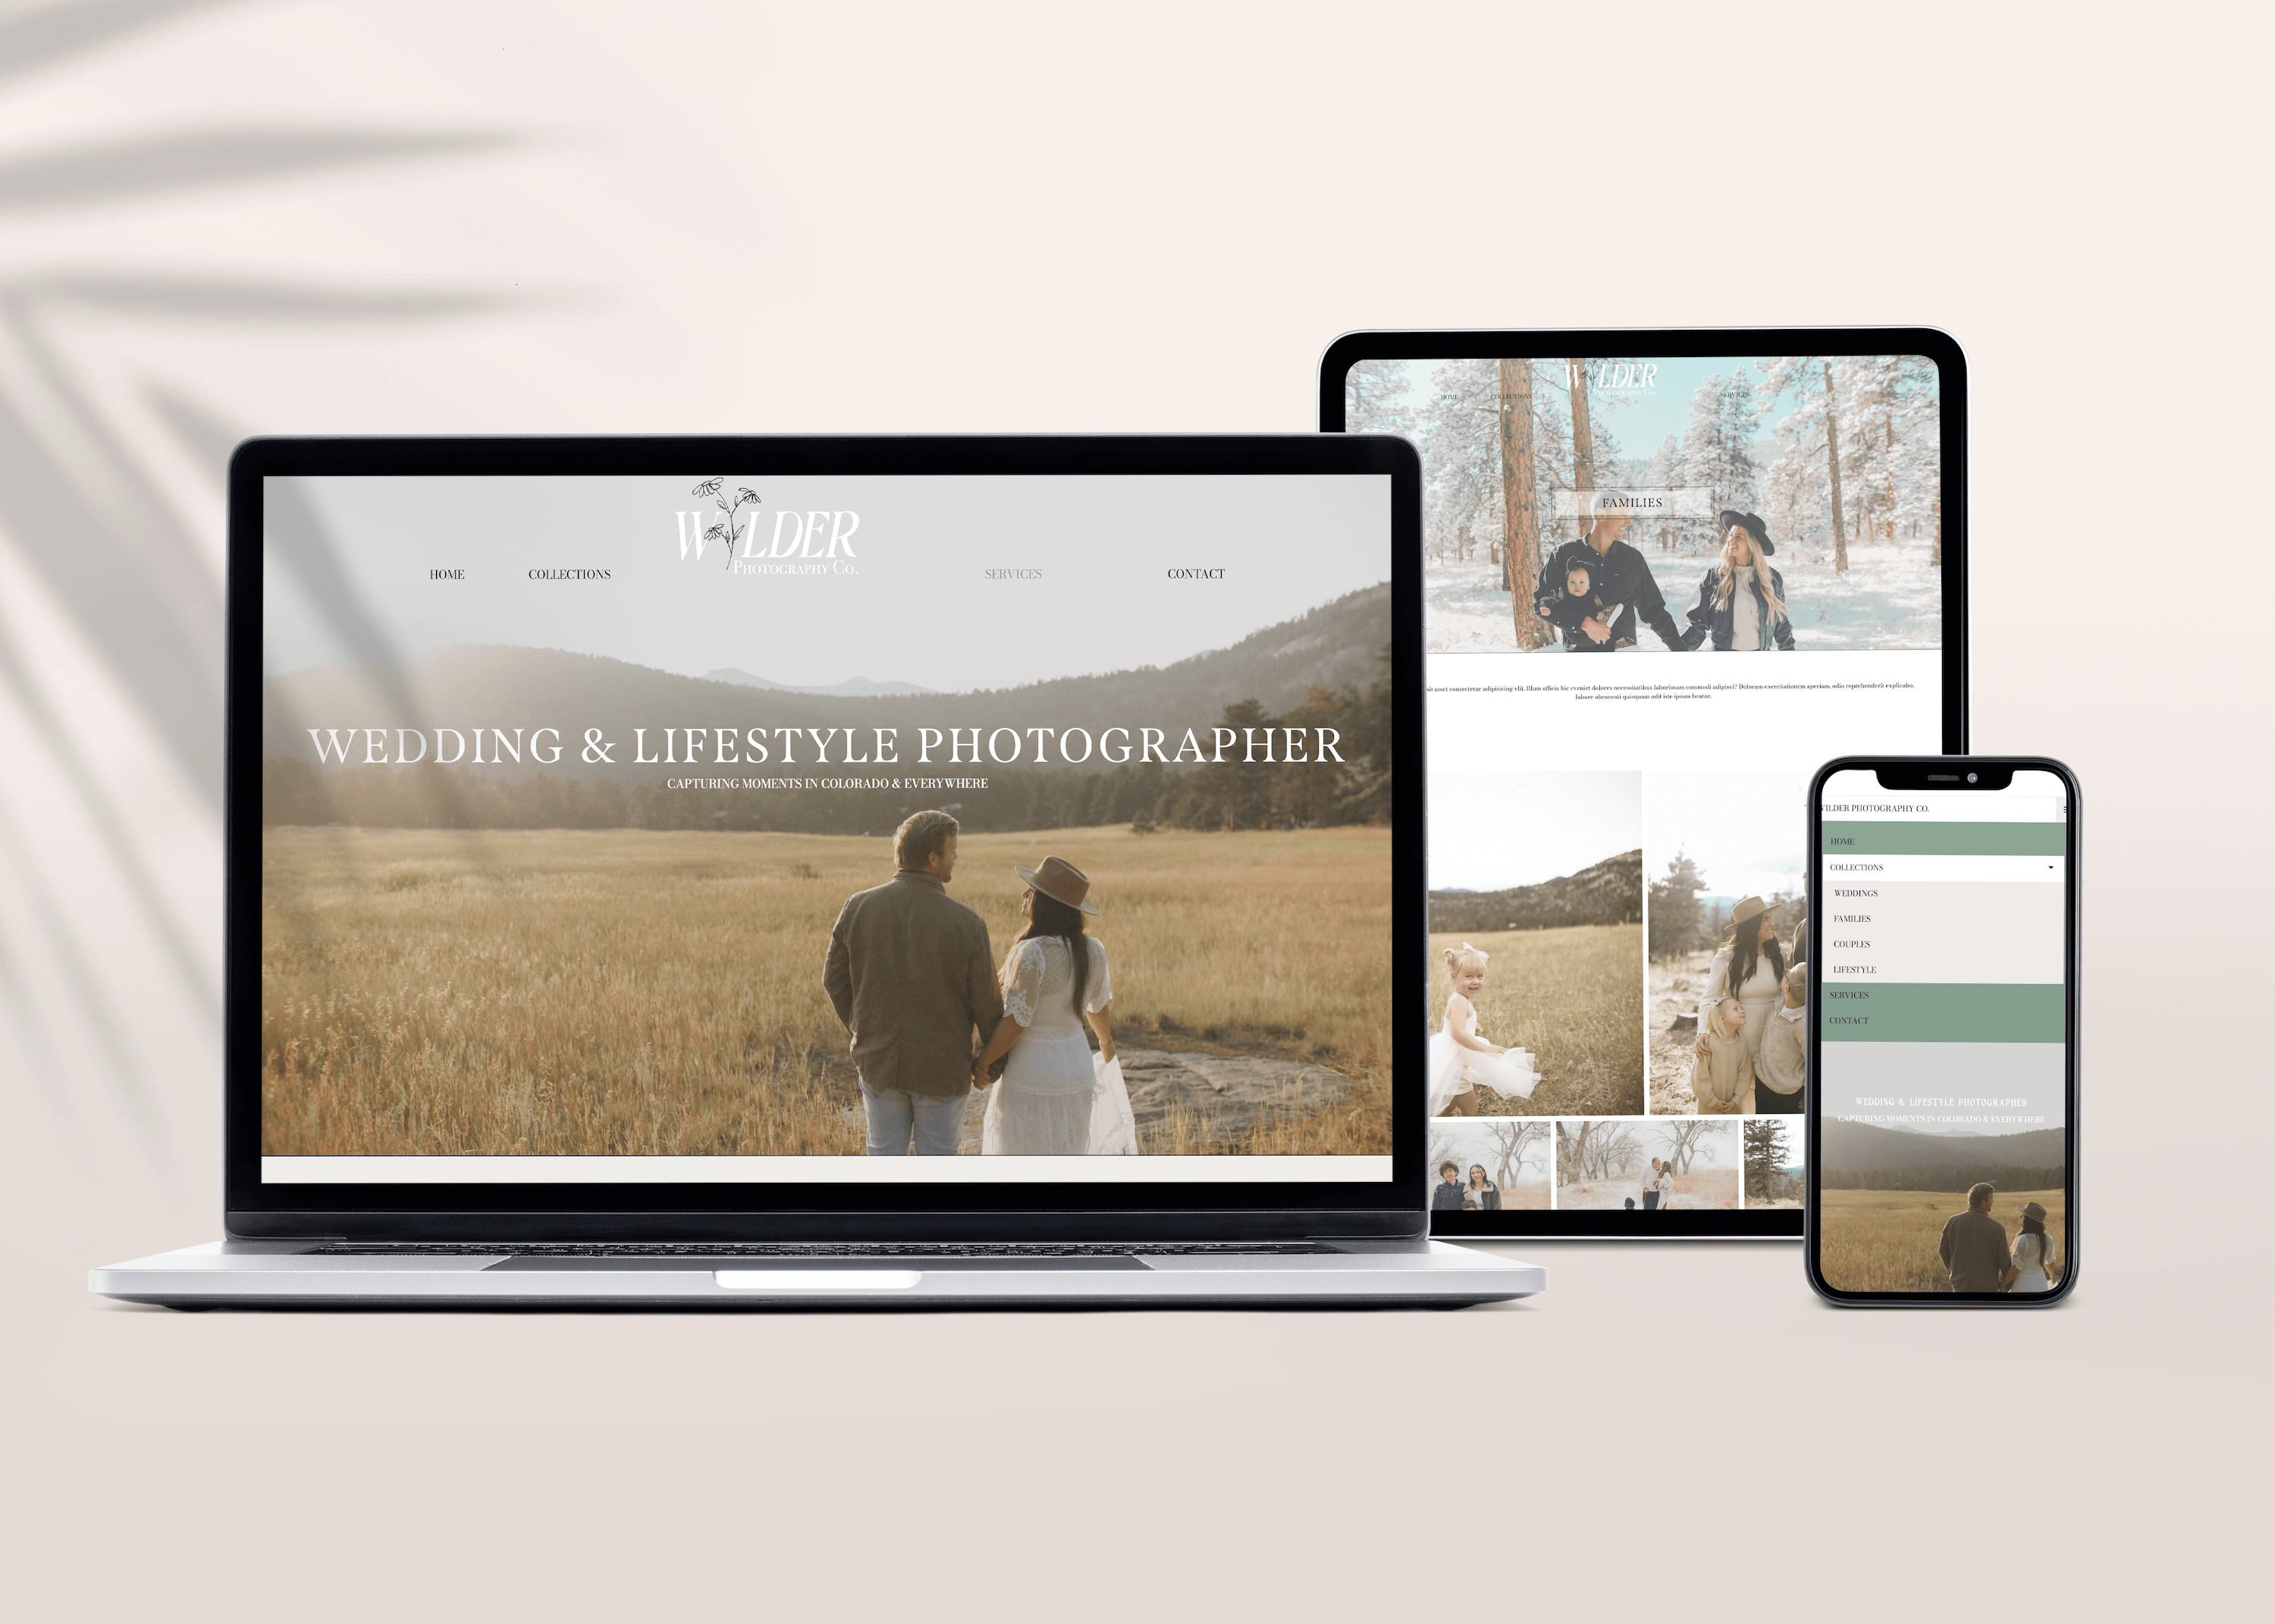 WILDER
PHOTOGRAPHY CO.
HOME
COLLECTIONS
SERVICES
CONTACT
WEDDING & LIFESTYLE PHOTOGRAPHER
CAPTURING MOMENTS IN COLORADO & EVERYWHERE
WILDER
PHOTOGRAPHY CO.
HOME
COLLECTIONS
SERVICES
FAMILIES
sit amet consectetur adipisicing elit. Illum officia hic eveniet dolores necessitatibus laboriosam commodi adipisci? Dolorum exercitationem aperiam, odio reprehenderit explicabo,
labore obcaecati quisquam odit iste ipsum beatae.
WILDER PHOTOGRAPHY CO.
HOME
COLLECTIONS
WEDDINGS
FAMILIES
COUPLES
LIFESTYLE
SERVICES
CONTACT
WEDDING & LIFESTYLE PHOTOGRAPHER
CAPTURING MOMENTS IN COLORADO & EVERYWHERE